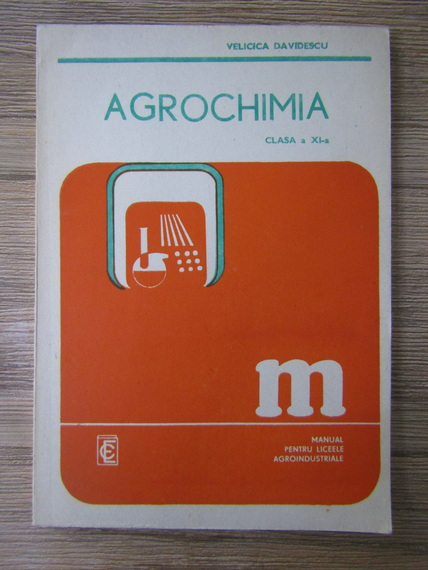 VELICICA DAVIDESCU
AGROCHIMIA
CLASA a XI-a
m
MANUAL
PENTRU LICEELE
AGROINDUSTRIALE